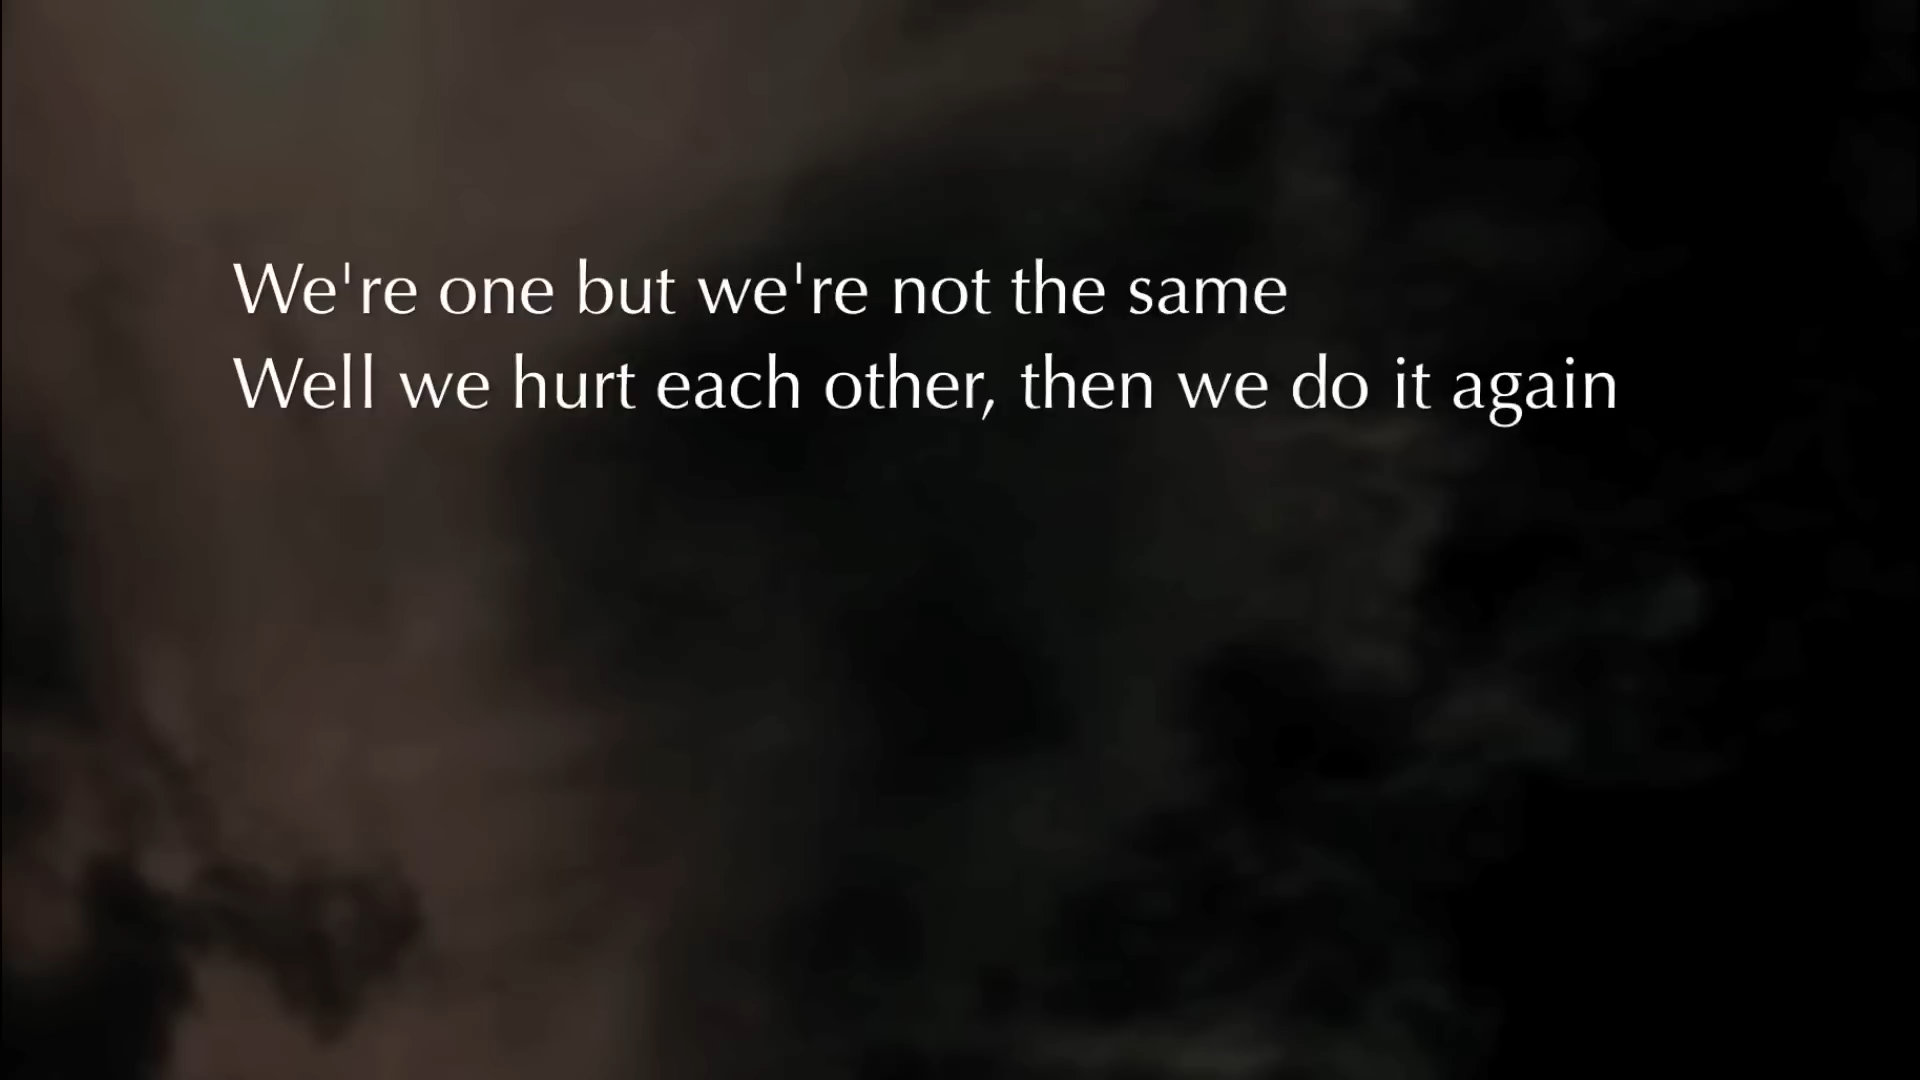 We're one but we're not the same
Well we hurt each other, then we do it again